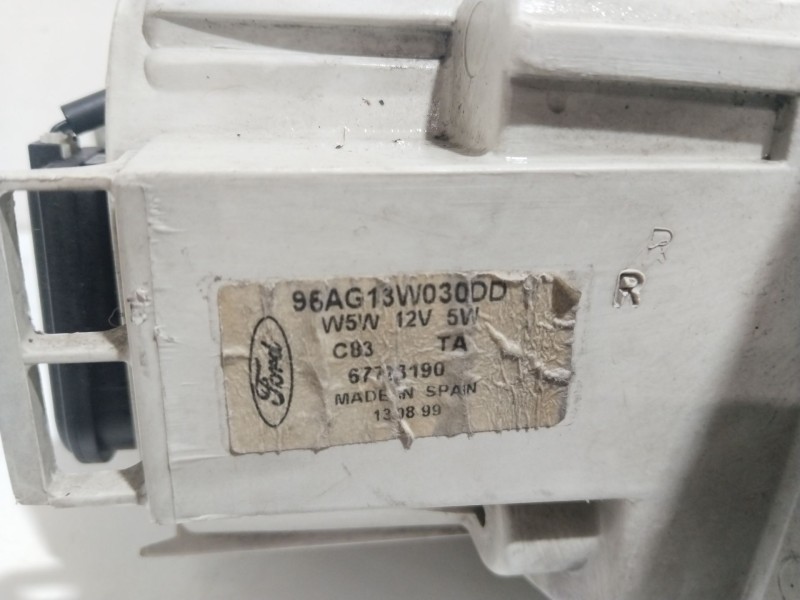 96AG13W030DD
W5W 12V 5W
C83 TA
MADE IN SPAIN
13.08.99
Ford
R
R